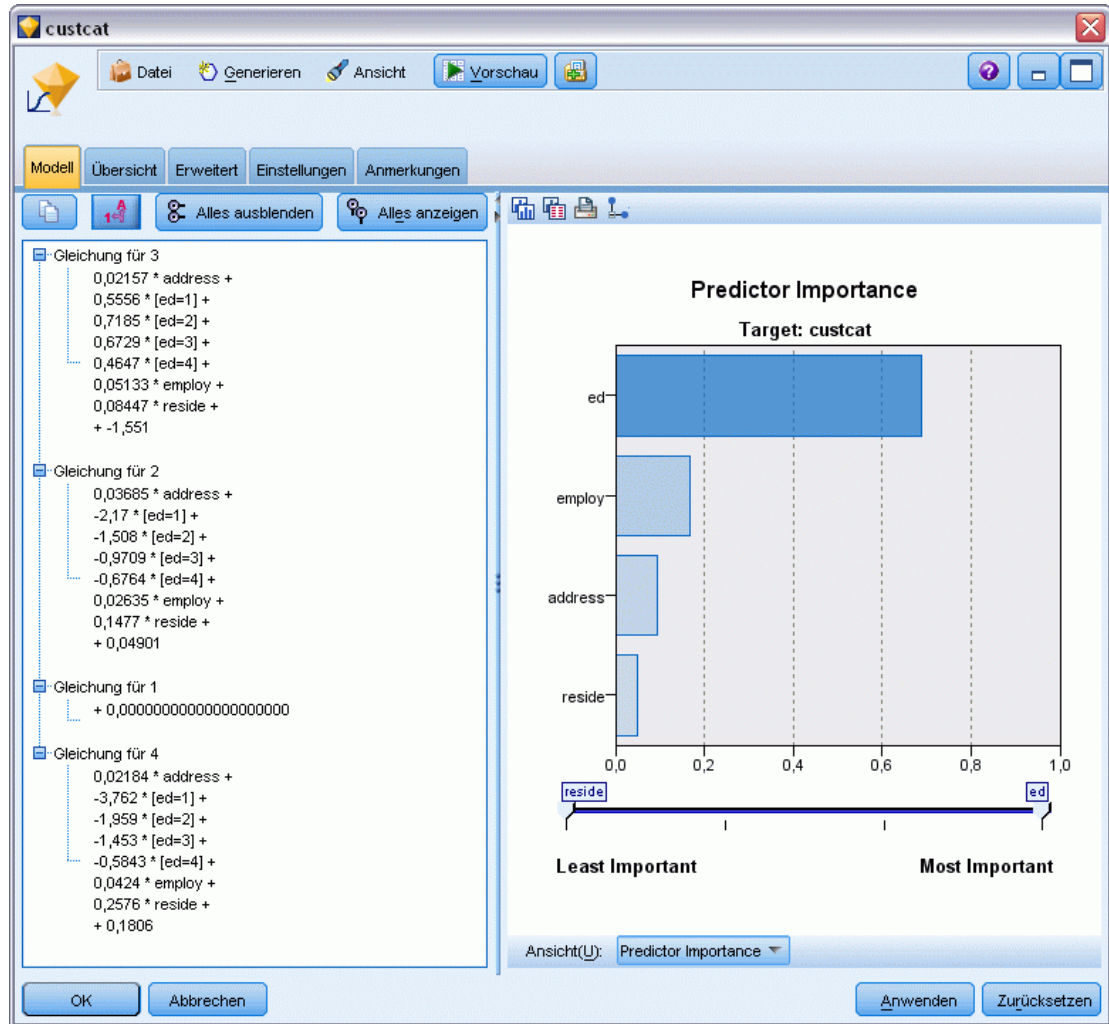 custcat
Datei Generieren Ansicht Vorschau
Modell Übersicht Erweitert Einstellungen Anmerkungen
Alles ausblenden Alles anzeigen
Gleichung für 3
0,02157 * address +
0,5556 * [ed=1] +
0,7185 * [ed=2] +
0,6729 * [ed=3] +
0,4647 * [ed=4] +
0,05133 * employ +
0,08447 * reside +
+ -1,551
Gleichung für 2
0,03685 * address +
-2,17 * [ed=1] +
-1,508 * [ed=2] +
-0,9709 * [ed=3] +
-0,6764 * [ed=4] +
0,02635 * employ +
0,1477 * reside +
+ 0,04901
Gleichung für 1
+ 0,00000000000000000000
Gleichung für 4
0,02184 * address +
-3,762 * [ed=1] +
-1,959 * [ed=2] +
-1,453 * [ed=3] +
-0,5843 * [ed=4] +
0,0424 * employ +
0,2576 * reside +
+ 0,1806
Predictor Importance
Target: custcat
ed
employ
address
reside
0,0 0,2 0,4 0,6 0,8 1,0
reside ed
Least Important Most Important
Ansicht(U): Predictor Importance
OK Abbrechen Anwenden Zurücksetzen